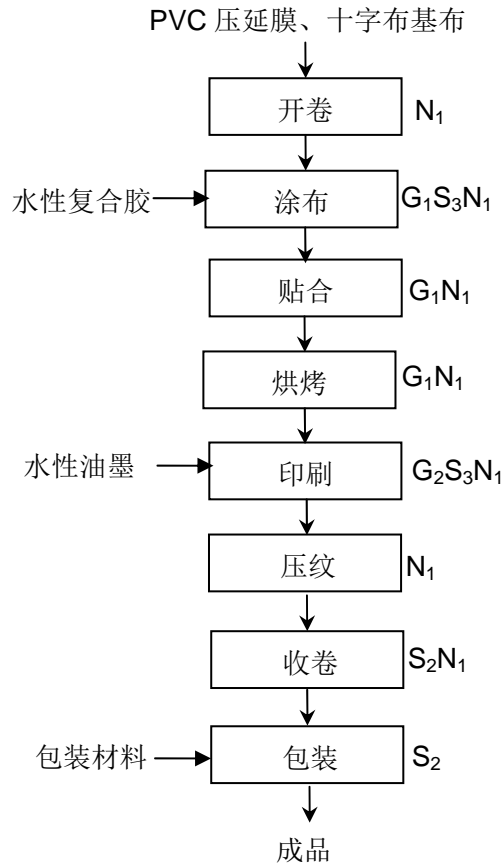 PVC 压延膜、十字布基布
开卷 N₁
水性复合胶 涂布 G₁S₃N₁
贴合 G₁N₁
烘烤 G₁N₁
水性油墨 印刷 G₂S₃N₁
压纹 N₁
收卷 S₂N₁
包装材料 包装 S₂
成品